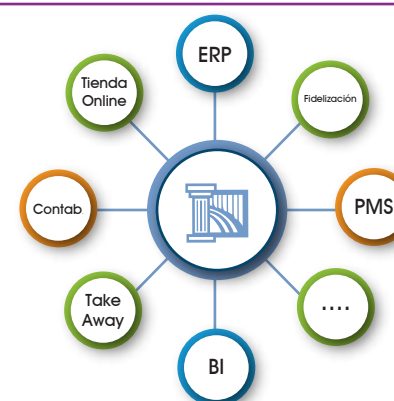 ERP
Tienda
Online
Fidelización
Contab.
PMS
Take
Away
....
BI